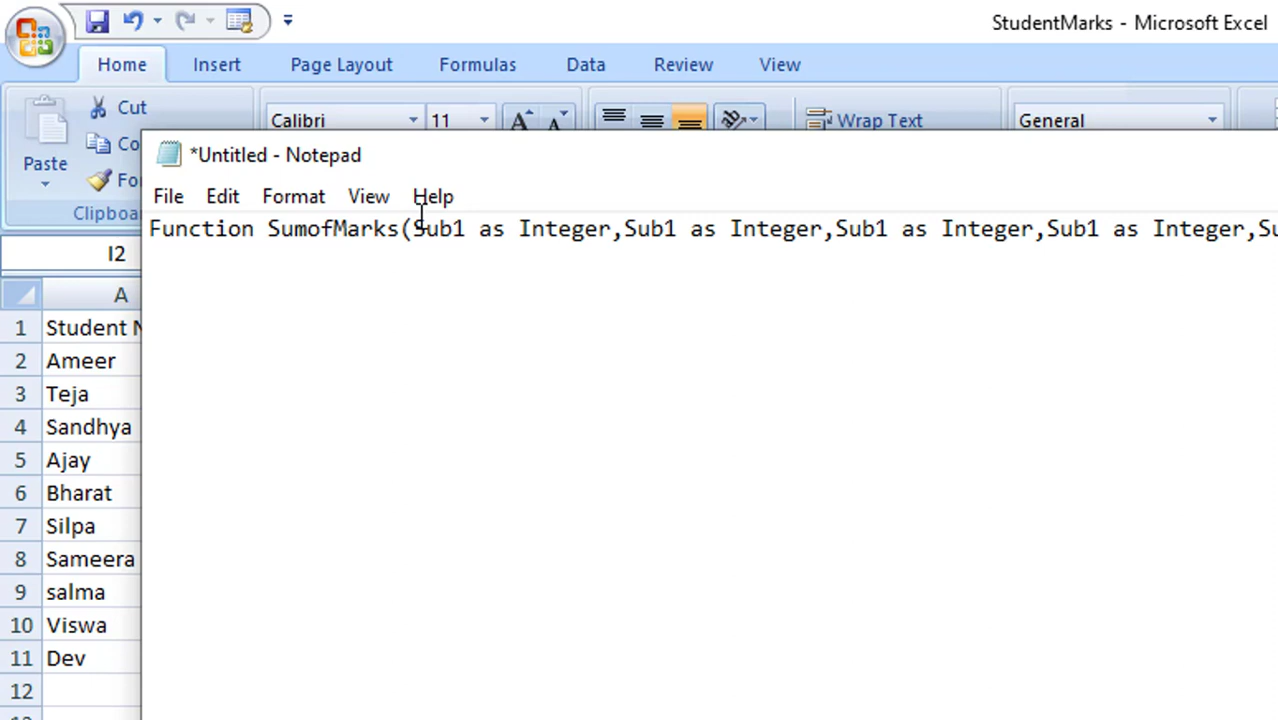 StudentMarks - Microsoft Excel
Home Insert Page Layout Formulas Data Review View
Cut
Calibri 11 A A Wrap Text General
Paste
Clipboa
*Untitled - Notepad
File Edit Format View Help
Function SumofMarks(Sub1 as Integer,Sub1 as Integer,Sub1 as Integer,Sub1 as Integer,Su
I2
A
1 Student N
2 Ameer
3 Teja
4 Sandhya
5 Ajay
6 Bharat
7 Silpa
8 Sameera
9 salma
10 Viswa
11 Dev
12